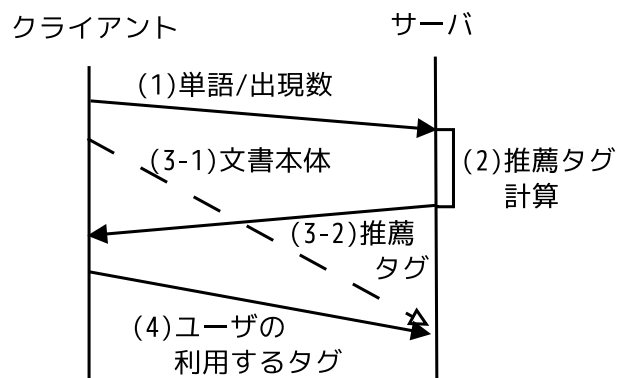 クライアント
サーバ
(1)単語/出現数
(3-1)文書本体
(2)推薦タグ
計算
(3-2)推薦
タグ
(4)ユーザの
利用するタグ